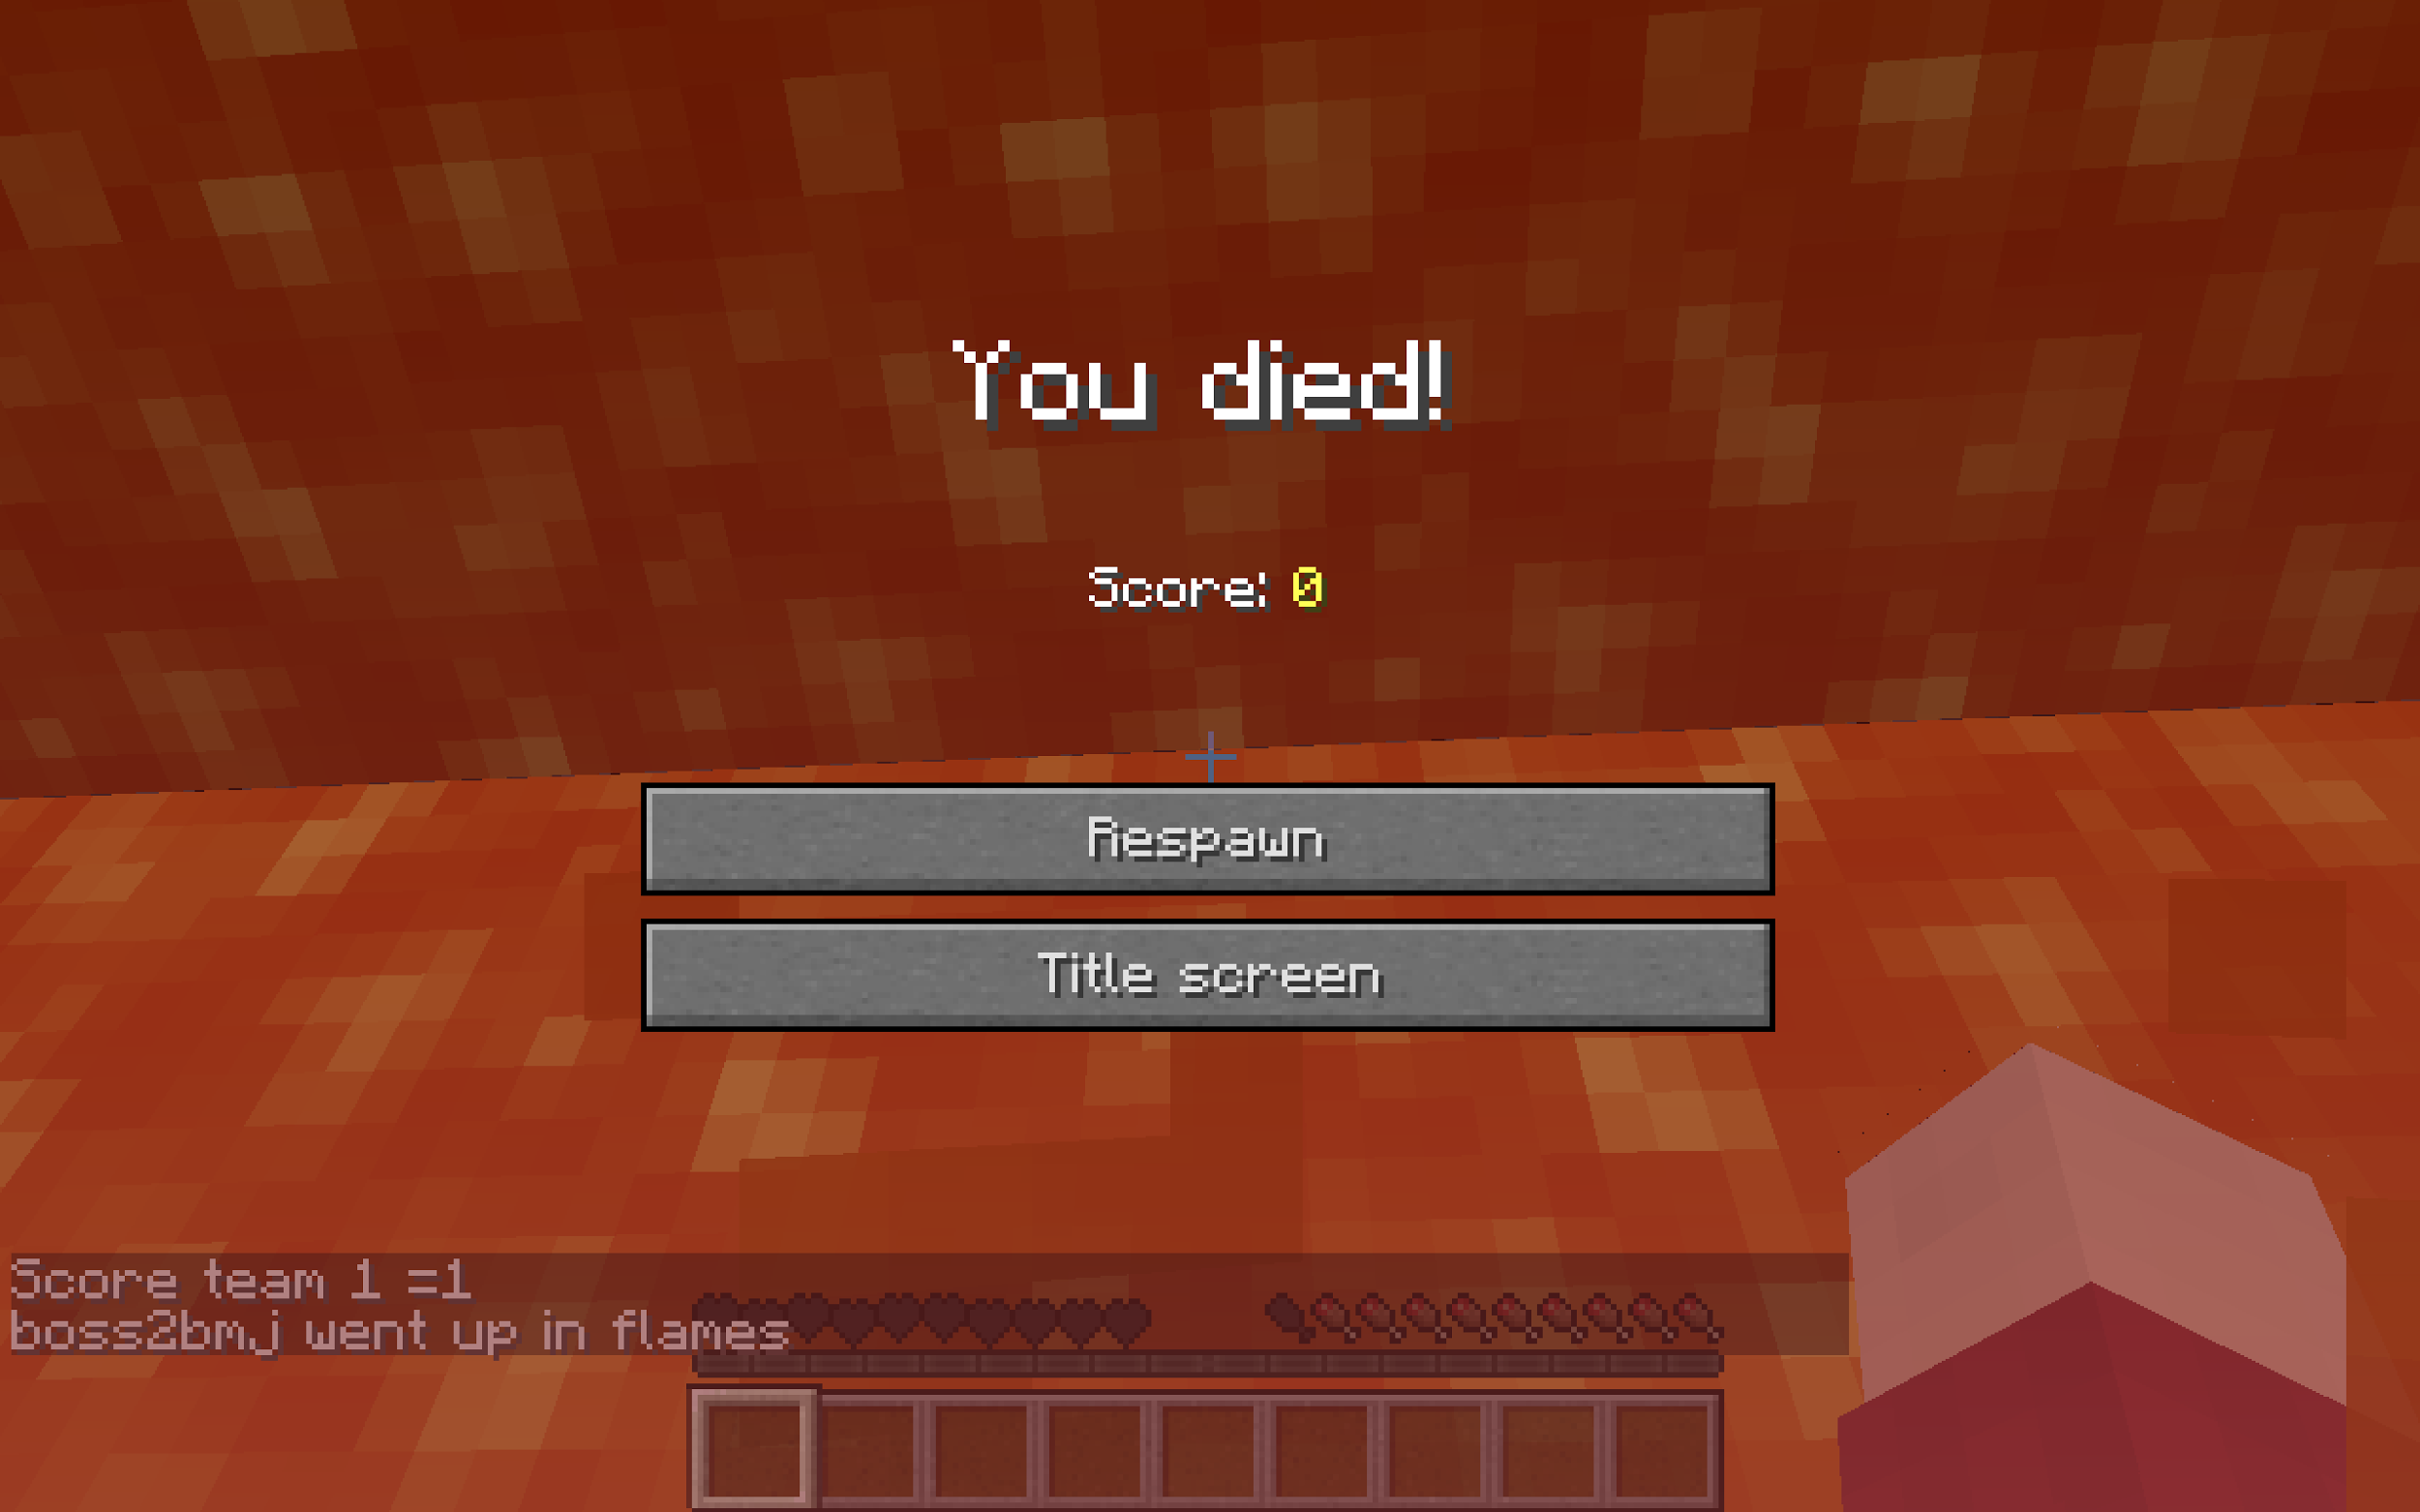 You died!
Score: 0
Respawn
Title screen
Score team 1 =1
boss2bmj went up in flames